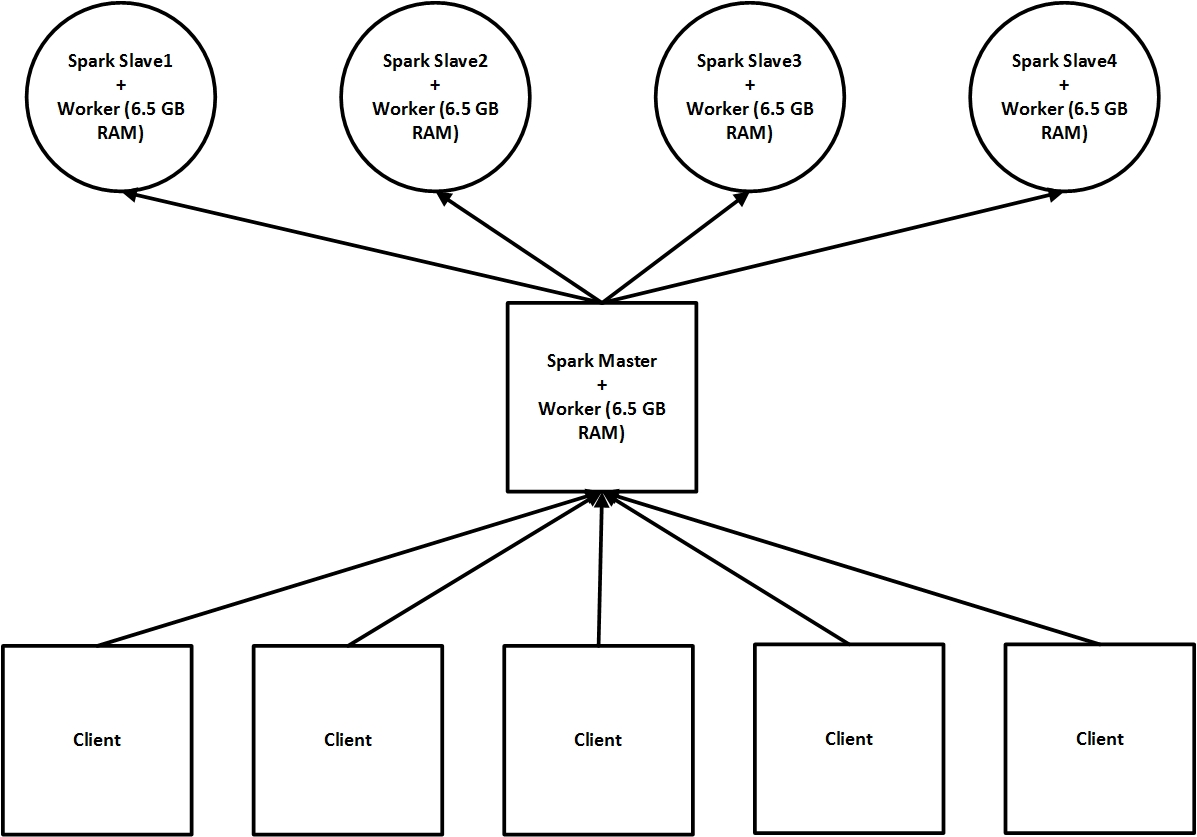 Spark Slave1
+
Worker (6.5 GB
RAM)
Spark Slave2
+
Worker (6.5 GB
RAM)
Spark Slave3
+
Worker (6.5 GB
RAM)
Spark Slave4
+
Worker (6.5 GB
RAM)
Spark Master
+
Worker (6.5 GB
RAM)
Client
Client
Client
Client
Client